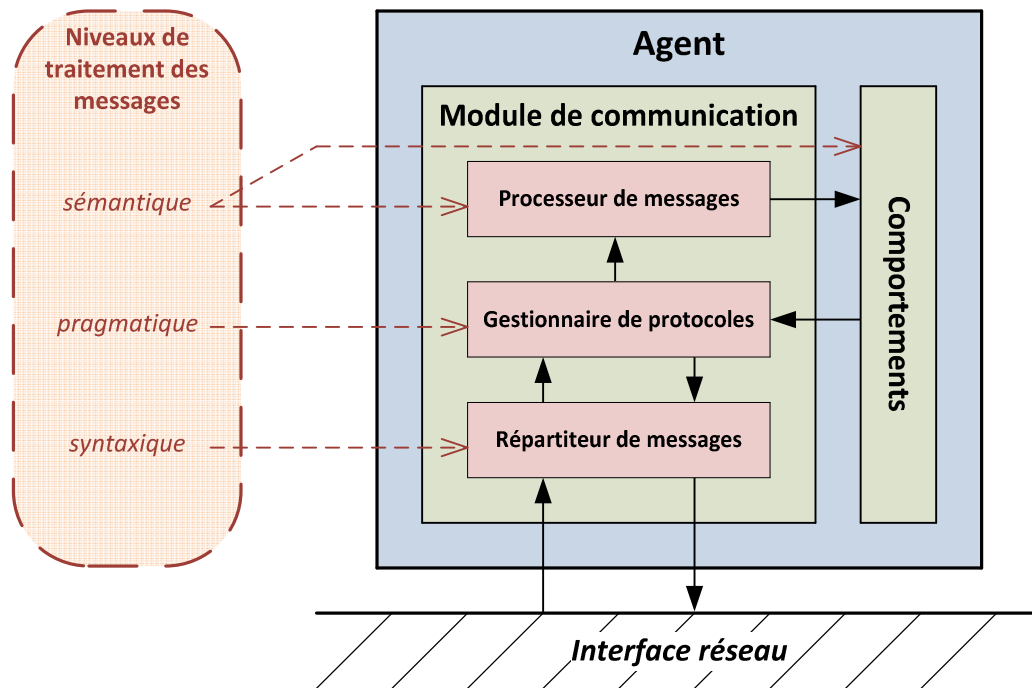 Niveaux de
traitement des
messages
sémantique
pragmatique
syntaxique
Agent
Module de communication
Processeur de messages
Gestionnaire de protocoles
Répartiteur de messages
Comportements
Interface réseau